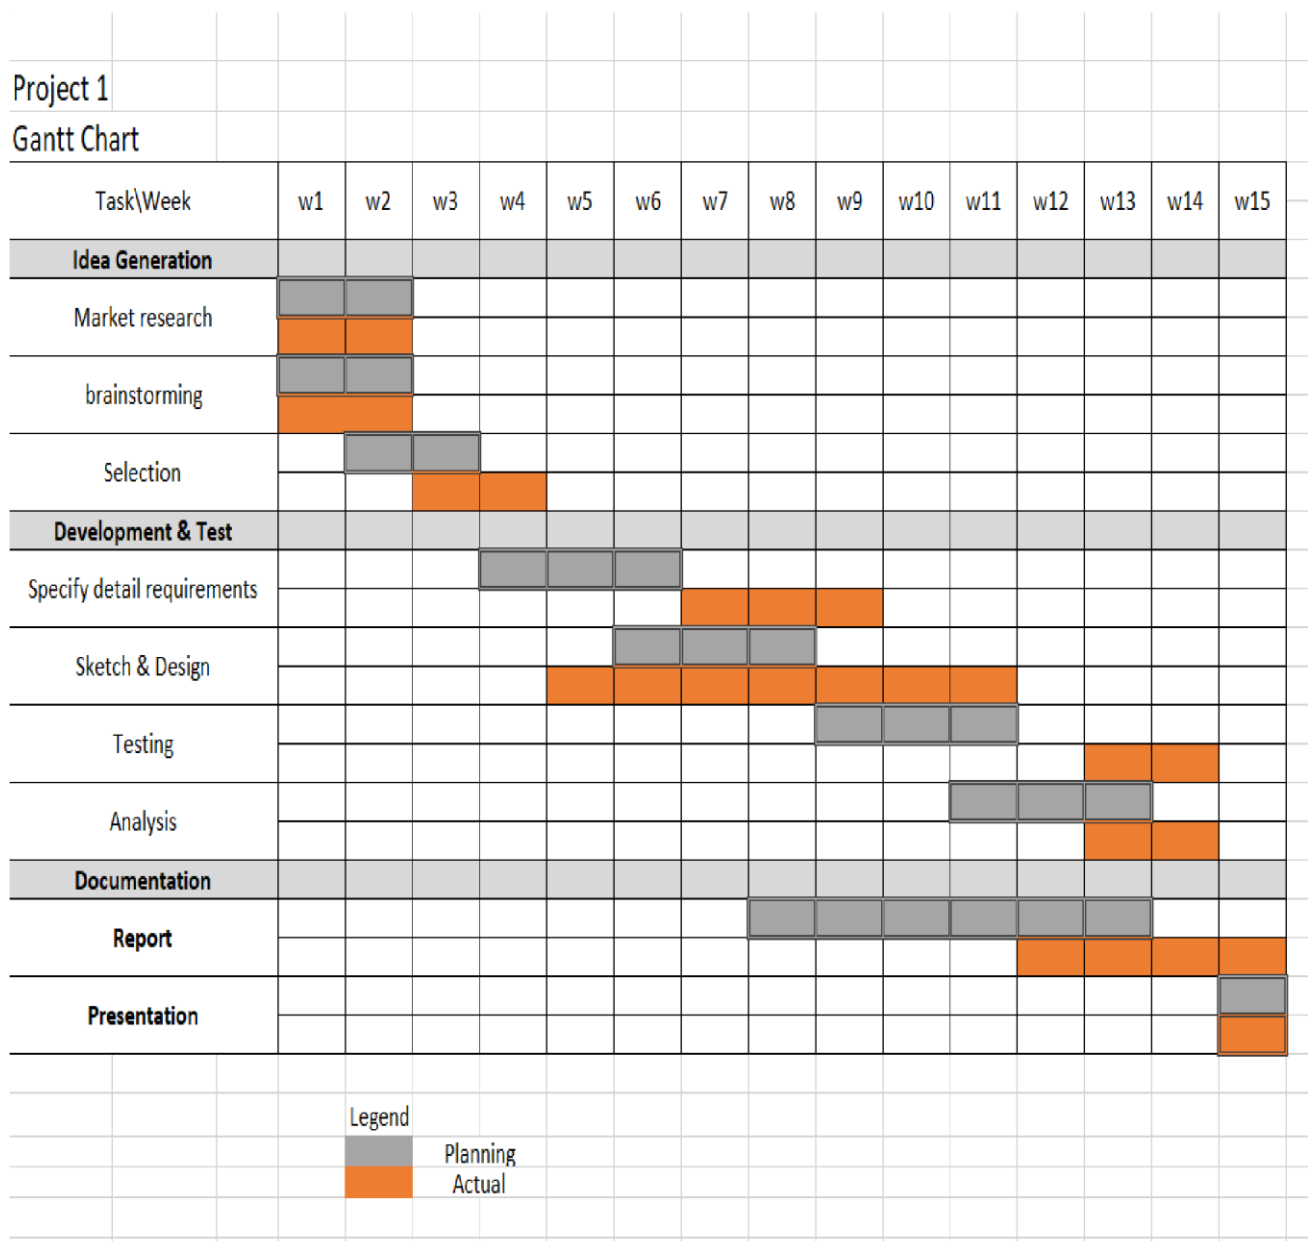 Project 1
Gantt Chart
Task\Week w1 w2 w3 w4 w5 w6 w7 w8 w9 w10 w11 w12 w13 w14 w15
Idea Generation
Market research
brainstorming
Selection
Development & Test
Specify detail requirements
Sketch & Design
Testing
Analysis
Documentation
Report
Presentation
Legend
Planning
Actual